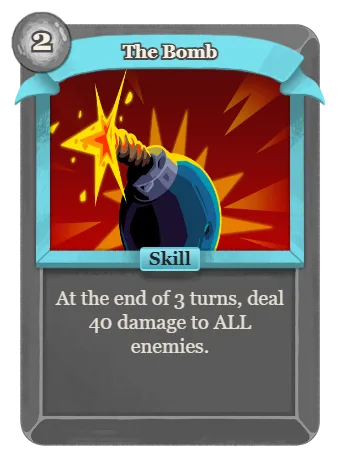 2
The Bomb
Skill
At the end of 3 turns, deal
40 damage to ALL
enemies.